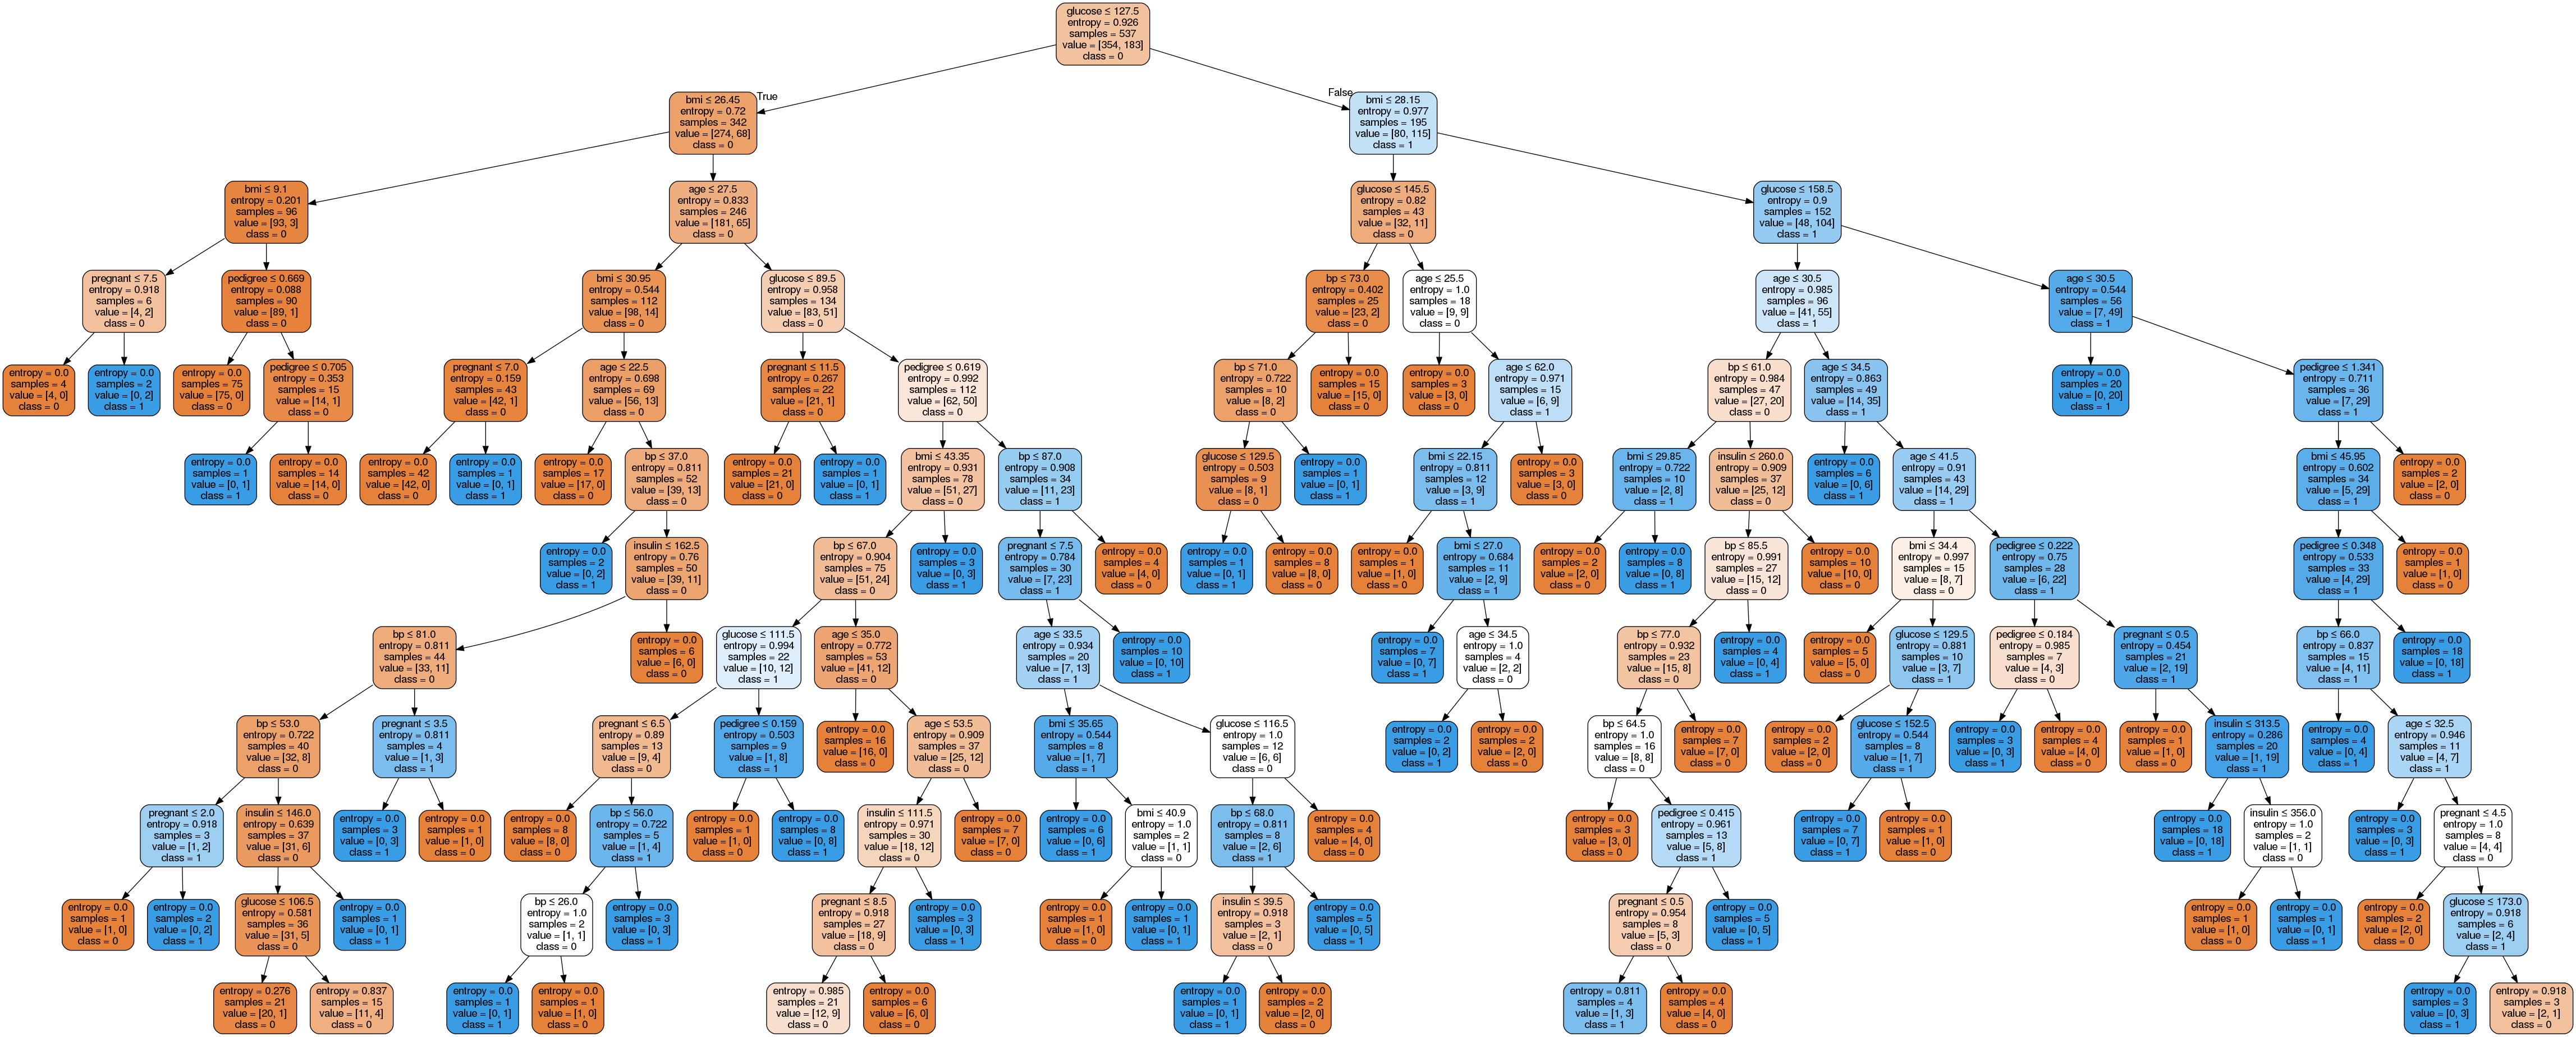 glucose ≤ 127.5
entropy = 0.926
samples = 537
value = [354, 183]
class = 0
True
False
bmi ≤ 26.45
entropy = 0.72
samples = 342
value = [274, 68]
class = 0
bmi ≤ 28.15
entropy = 0.977
samples = 195
value = [80, 115]
class = 1
bmi ≤ 9.1
entropy = 0.201
samples = 96
value = [93, 3]
class = 0
age ≤ 27.5
entropy = 0.833
samples = 246
value = [181, 65]
class = 0
glucose ≤ 145.5
entropy = 0.82
samples = 43
value = [32, 11]
class = 0
glucose ≤ 158.5
entropy = 0.9
samples = 152
value = [48, 104]
class = 1
pregnant ≤ 7.5
entropy = 0.918
samples = 6
value = [4, 2]
class = 0
pedigree ≤ 0.669
entropy = 0.088
samples = 90
value = [89, 1]
class = 0
bmi ≤ 30.95
entropy = 0.544
samples = 112
value = [98, 14]
class = 0
glucose ≤ 89.5
entropy = 0.958
samples = 134
value = [83, 51]
class = 0
bp ≤ 73.0
entropy = 0.402
samples = 25
value = [23, 2]
class = 0
age ≤ 25.5
entropy = 1.0
samples = 18
value = [9, 9]
class = 0
age ≤ 30.5
entropy = 0.985
samples = 96
value = [41, 55]
class = 1
age ≤ 30.5
entropy = 0.544
samples = 56
value = [7, 49]
class = 1
entropy = 0.0
samples = 4
value = [4, 0]
class = 0
entropy = 0.0
samples = 2
value = [0, 2]
class = 1
entropy = 0.0
samples = 75
value = [75, 0]
class = 0
pedigree ≤ 0.705
entropy = 0.353
samples = 15
value = [14, 1]
class = 0
pregnant ≤ 7.0
entropy = 0.159
samples = 43
value = [42, 1]
class = 0
age ≤ 22.5
entropy = 0.698
samples = 69
value = [56, 13]
class = 0
pregnant ≤ 11.5
entropy = 0.267
samples = 22
value = [21, 1]
class = 0
pedigree ≤ 0.619
entropy = 0.992
samples = 112
value = [62, 50]
class = 0
bp ≤ 71.0
entropy = 0.722
samples = 10
value = [8, 2]
class = 0
entropy = 0.0
samples = 15
value = [15, 0]
class = 0
entropy = 0.0
samples = 3
value = [3, 0]
class = 0
age ≤ 62.0
entropy = 0.971
samples = 15
value = [6, 9]
class = 1
bp ≤ 61.0
entropy = 0.984
samples = 47
value = [27, 20]
class = 0
age ≤ 34.5
entropy = 0.863
samples = 49
value = [14, 35]
class = 1
entropy = 0.0
samples = 20
value = [0, 20]
class = 1
pedigree ≤ 1.341
entropy = 0.711
samples = 36
value = [7, 29]
class = 1
entropy = 0.0
samples = 1
value = [0, 1]
class = 1
entropy = 0.0
samples = 14
value = [14, 0]
class = 0
entropy = 0.0
samples = 42
value = [42, 0]
class = 0
entropy = 0.0
samples = 1
value = [0, 1]
class = 1
entropy = 0.0
samples = 17
value = [17, 0]
class = 0
bp ≤ 37.0
entropy = 0.811
samples = 52
value = [39, 13]
class = 0
entropy = 0.0
samples = 21
value = [21, 0]
class = 0
entropy = 0.0
samples = 1
value = [0, 1]
class = 1
bmi ≤ 43.35
entropy = 0.931
samples = 78
value = [51, 27]
class = 0
bp ≤ 87.0
entropy = 0.908
samples = 34
value = [11, 23]
class = 1
glucose ≤ 129.5
entropy = 0.503
samples = 9
value = [8, 1]
class = 0
entropy = 0.0
samples = 1
value = [0, 1]
class = 1
bmi ≤ 22.15
entropy = 0.811
samples = 12
value = [3, 9]
class = 1
entropy = 0.0
samples = 3
value = [3, 0]
class = 0
bmi ≤ 29.85
entropy = 0.722
samples = 10
value = [2, 8]
class = 1
insulin ≤ 260.0
entropy = 0.909
samples = 37
value = [25, 12]
class = 0
entropy = 0.0
samples = 6
value = [0, 6]
class = 1
age ≤ 41.5
entropy = 0.91
samples = 43
value = [14, 29]
class = 1
bmi ≤ 45.95
entropy = 0.602
samples = 34
value = [5, 29]
class = 1
entropy = 0.0
samples = 2
value = [2, 0]
class = 0
entropy = 0.0
samples = 2
value = [0, 2]
class = 1
insulin ≤ 162.5
entropy = 0.76
samples = 50
value = [39, 11]
class = 0
bp ≤ 67.0
entropy = 0.904
samples = 75
value = [51, 24]
class = 0
entropy = 0.0
samples = 3
value = [0, 3]
class = 1
pregnant ≤ 7.5
entropy = 0.784
samples = 30
value = [7, 23]
class = 1
entropy = 0.0
samples = 4
value = [4, 0]
class = 0
entropy = 0.0
samples = 1
value = [0, 1]
class = 1
entropy = 0.0
samples = 8
value = [8, 0]
class = 0
entropy = 0.0
samples = 1
value = [1, 0]
class = 0
bmi ≤ 27.0
entropy = 0.684
samples = 11
value = [2, 9]
class = 1
entropy = 0.0
samples = 2
value = [2, 0]
class = 0
entropy = 0.0
samples = 8
value = [0, 8]
class = 1
bp ≤ 85.5
entropy = 0.991
samples = 27
value = [15, 12]
class = 0
entropy = 0.0
samples = 10
value = [10, 0]
class = 0
bmi ≤ 34.4
entropy = 0.997
samples = 15
value = [8, 7]
class = 0
pedigree ≤ 0.222
entropy = 0.75
samples = 28
value = [6, 22]
class = 1
pedigree ≤ 0.348
entropy = 0.533
samples = 33
value = [4, 29]
class = 1
entropy = 0.0
samples = 1
value = [1, 0]
class = 0
bp ≤ 81.0
entropy = 0.811
samples = 44
value = [33, 11]
class = 0
entropy = 0.0
samples = 6
value = [6, 0]
class = 0
glucose ≤ 111.5
entropy = 0.994
samples = 22
value = [10, 12]
class = 1
age ≤ 35.0
entropy = 0.772
samples = 53
value = [41, 12]
class = 0
age ≤ 33.5
entropy = 0.934
samples = 20
value = [7, 13]
class = 1
entropy = 0.0
samples = 10
value = [0, 10]
class = 1
entropy = 0.0
samples = 7
value = [0, 7]
class = 1
age ≤ 34.5
entropy = 1.0
samples = 4
value = [2, 2]
class = 0
bp ≤ 77.0
entropy = 0.932
samples = 23
value = [15, 8]
class = 0
entropy = 0.0
samples = 4
value = [0, 4]
class = 1
entropy = 0.0
samples = 5
value = [5, 0]
class = 0
glucose ≤ 129.5
entropy = 0.881
samples = 10
value = [3, 7]
class = 1
pedigree ≤ 0.184
entropy = 0.985
samples = 7
value = [4, 3]
class = 0
pregnant ≤ 0.5
entropy = 0.454
samples = 21
value = [2, 19]
class = 1
bp ≤ 66.0
entropy = 0.837
samples = 15
value = [4, 11]
class = 1
entropy = 0.0
samples = 18
value = [0, 18]
class = 1
bp ≤ 53.0
entropy = 0.722
samples = 40
value = [32, 8]
class = 0
pregnant ≤ 3.5
entropy = 0.811
samples = 4
value = [1, 3]
class = 1
pregnant ≤ 6.5
entropy = 0.89
samples = 13
value = [9, 4]
class = 0
pedigree ≤ 0.159
entropy = 0.503
samples = 9
value = [1, 8]
class = 1
entropy = 0.0
samples = 16
value = [16, 0]
class = 0
age ≤ 53.5
entropy = 0.909
samples = 37
value = [25, 12]
class = 0
bmi ≤ 35.65
entropy = 0.544
samples = 8
value = [1, 7]
class = 1
glucose ≤ 116.5
entropy = 1.0
samples = 12
value = [6, 6]
class = 0
entropy = 0.0
samples = 2
value = [0, 2]
class = 1
entropy = 0.0
samples = 2
value = [2, 0]
class = 0
bp ≤ 64.5
entropy = 1.0
samples = 16
value = [8, 8]
class = 0
entropy = 0.0
samples = 7
value = [7, 0]
class = 0
entropy = 0.0
samples = 2
value = [2, 0]
class = 0
glucose ≤ 152.5
entropy = 0.544
samples = 8
value = [1, 7]
class = 1
entropy = 0.0
samples = 3
value = [0, 3]
class = 1
entropy = 0.0
samples = 4
value = [4, 0]
class = 0
entropy = 0.0
samples = 1
value = [1, 0]
class = 0
insulin ≤ 313.5
entropy = 0.286
samples = 20
value = [1, 19]
class = 1
entropy = 0.0
samples = 4
value = [0, 4]
class = 1
age ≤ 32.5
entropy = 0.946
samples = 11
value = [4, 7]
class = 1
pregnant ≤ 2.0
entropy = 0.918
samples = 3
value = [1, 2]
class = 1
insulin ≤ 146.0
entropy = 0.639
samples = 37
value = [31, 6]
class = 0
entropy = 0.0
samples = 3
value = [0, 3]
class = 1
entropy = 0.0
samples = 1
value = [1, 0]
class = 0
entropy = 0.0
samples = 8
value = [8, 0]
class = 0
bp ≤ 56.0
entropy = 0.722
samples = 5
value = [1, 4]
class = 1
entropy = 0.0
samples = 1
value = [1, 0]
class = 0
entropy = 0.0
samples = 8
value = [0, 8]
class = 1
insulin ≤ 111.5
entropy = 0.971
samples = 30
value = [18, 12]
class = 0
entropy = 0.0
samples = 7
value = [7, 0]
class = 0
entropy = 0.0
samples = 6
value = [0, 6]
class = 1
bmi ≤ 40.9
entropy = 1.0
samples = 2
value = [1, 1]
class = 0
bp ≤ 68.0
entropy = 0.811
samples = 8
value = [2, 6]
class = 1
entropy = 0.0
samples = 4
value = [4, 0]
class = 0
entropy = 0.0
samples = 3
value = [3, 0]
class = 0
pedigree ≤ 0.415
entropy = 0.961
samples = 13
value = [5, 8]
class = 1
entropy = 0.0
samples = 7
value = [0, 7]
class = 1
entropy = 0.0
samples = 1
value = [1, 0]
class = 0
entropy = 0.0
samples = 18
value = [0, 18]
class = 1
insulin ≤ 356.0
entropy = 1.0
samples = 2
value = [1, 1]
class = 0
entropy = 0.0
samples = 3
value = [0, 3]
class = 1
pregnant ≤ 4.5
entropy = 1.0
samples = 8
value = [4, 4]
class = 0
entropy = 0.0
samples = 1
value = [1, 0]
class = 0
entropy = 0.0
samples = 2
value = [0, 2]
class = 1
glucose ≤ 106.5
entropy = 0.581
samples = 36
value = [31, 5]
class = 0
entropy = 0.0
samples = 1
value = [0, 1]
class = 1
bp ≤ 26.0
entropy = 1.0
samples = 2
value = [1, 1]
class = 0
entropy = 0.0
samples = 3
value = [0, 3]
class = 1
pregnant ≤ 8.5
entropy = 0.918
samples = 27
value = [18, 9]
class = 0
entropy = 0.0
samples = 3
value = [0, 3]
class = 1
entropy = 0.0
samples = 1
value = [1, 0]
class = 0
entropy = 0.0
samples = 1
value = [0, 1]
class = 1
insulin ≤ 39.5
entropy = 0.918
samples = 3
value = [2, 1]
class = 0
entropy = 0.0
samples = 5
value = [0, 5]
class = 1
pregnant ≤ 0.5
entropy = 0.954
samples = 8
value = [5, 3]
class = 0
entropy = 0.0
samples = 5
value = [0, 5]
class = 1
entropy = 0.0
samples = 1
value = [1, 0]
class = 0
entropy = 0.0
samples = 1
value = [0, 1]
class = 1
entropy = 0.0
samples = 2
value = [2, 0]
class = 0
glucose ≤ 173.0
entropy = 0.918
samples = 6
value = [2, 4]
class = 1
entropy = 0.276
samples = 21
value = [20, 1]
class = 0
entropy = 0.837
samples = 15
value = [11, 4]
class = 0
entropy = 0.0
samples = 1
value = [0, 1]
class = 1
entropy = 0.0
samples = 1
value = [1, 0]
class = 0
entropy = 0.985
samples = 21
value = [12, 9]
class = 0
entropy = 0.0
samples = 6
value = [6, 0]
class = 0
entropy = 0.0
samples = 1
value = [0, 1]
class = 1
entropy = 0.0
samples = 2
value = [2, 0]
class = 0
entropy = 0.811
samples = 4
value = [1, 3]
class = 1
entropy = 0.0
samples = 4
value = [4, 0]
class = 0
entropy = 0.0
samples = 3
value = [0, 3]
class = 1
entropy = 0.918
samples = 3
value = [2, 1]
class = 0